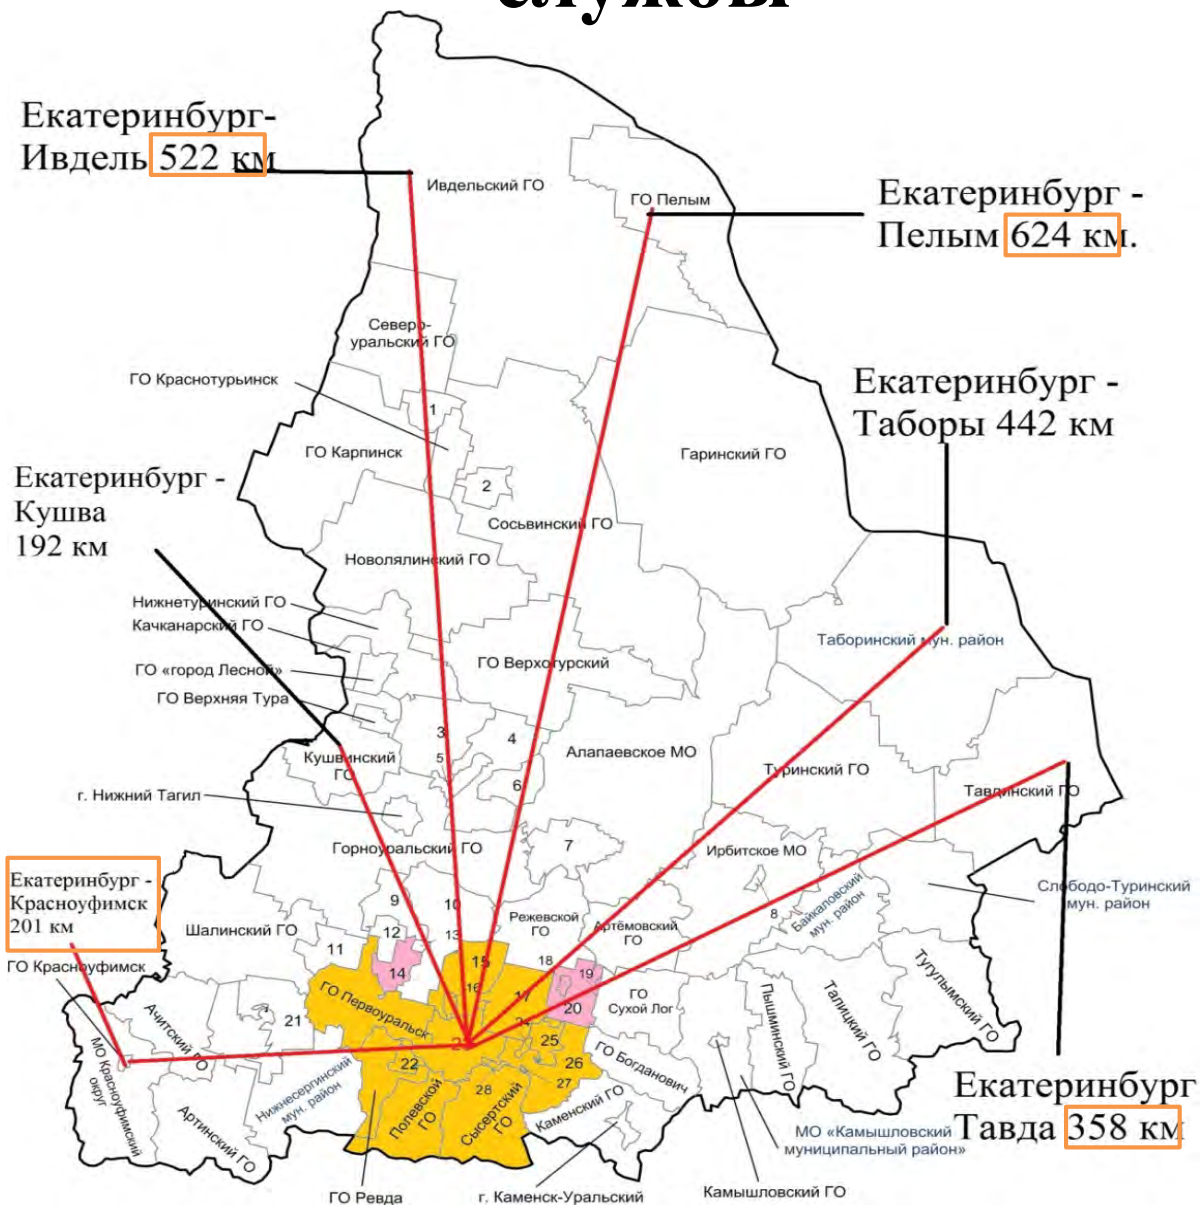 службы
Екатеринбург-
Ивдель 522 км
Ивдельский ГО
ГО Пелым
Екатеринбург -
Пелым 624 км.
Северо-
уральский ГО
ГО Краснотурьинск
1
Екатеринбург -
Таборы 442 км
ГО Карпинск
Гаринский ГО
2
Екатеринбург -
Кушва
192 км
Сосьвинский ГО
Новолялинский ГО
Нижнетуринский ГО
Качканарский ГО
Таборинский мун. район
ГО «город Лесной»
ГО Верхотурский
ГО Верхняя Тура
3
4
Алапаевское МО
5
Кушвинский
ГО
Туринский ГО
6
Тавдинский ГО
г. Нижний Тагил
7
Горноуральский ГО
Ирбитское МО
Екатеринбург -
Красноуфимск
201 км
Слободо-Туринский
мун. район
9
10
8
Байкаловский
мун. район
Режевской
ГО
Артёмовский
ГО
Шалинский ГО
12
13
11
ГО Красноуфимск
14
15
18
19
16
17
20
ГО
Сухой Лог
Пышминский ГО
Талицкий ГО
Тугулымский ГО
ГО Первоуральск
Ачитский ГО
21
25
22
26
27
28
ГО Богданович
МО Красноуфимский
округ
Артинский ГО
Нижнесергинский
мун. район
Полевской
ГО
Сысертский
ГО
Каменский ГО
Екатеринбург
Тавда 358 км
МО «Камышловский
муниципальный район»
ГО Ревда
г. Каменск-Уральский
Камышловский ГО